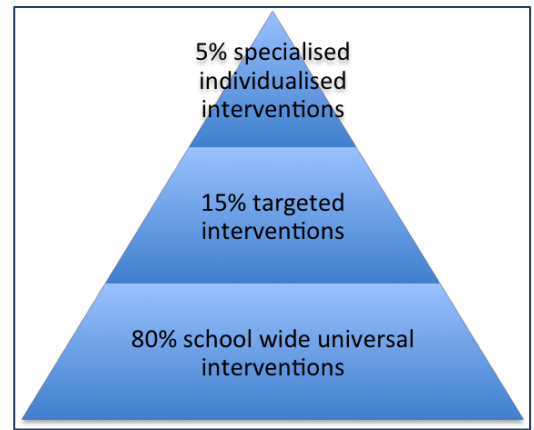 5% specialised
individualised
interventions
15% targeted
interventions
80% school wide universal
interventions